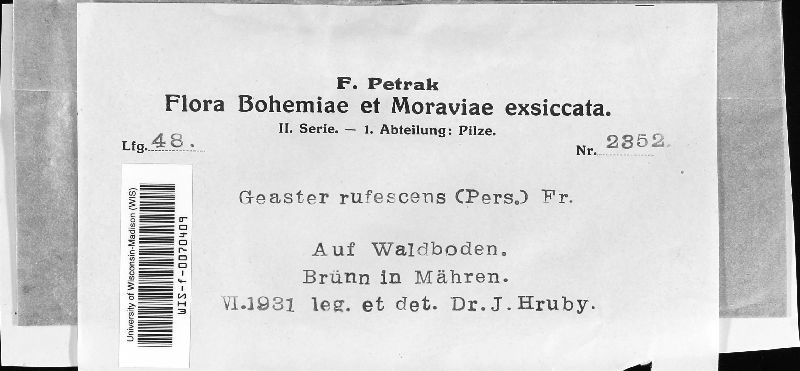 F. Petrak
Flora Bohemiae et Moraviae exsiccata.
II. Serie. — 1. Abteilung: Pilze.
Lfg. 48.
Nr. 2352.
Geaster rufescens (Pers.) Fr.
Auf Waldboden.
Brünn in Mähren.
VI.1931 leg. et det. Dr. J. Hruby.
University of Wisconsin-Madison (WIS)
WIS-f-0070409